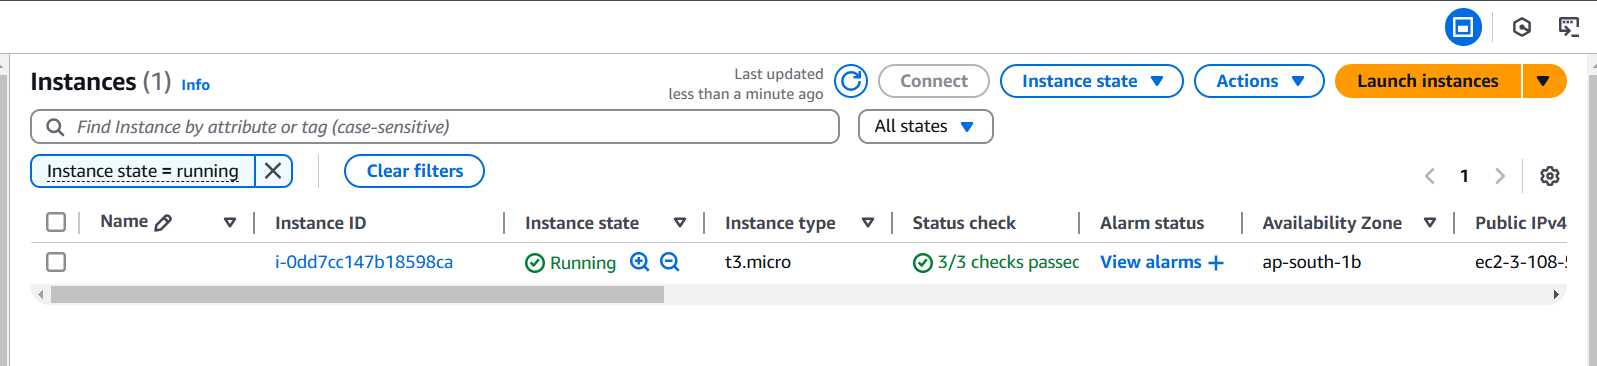 Instances (1) Info
Last updated
less than a minute ago
Connect
Instance state
Actions
Launch instances
Find Instance by attribute or tag (case-sensitive)
All states
Instance state = running
Clear filters
1
Name Instance ID Instance state Instance type Status check Alarm status Availability Zone Public IPv4
i-0dd7cc147b18598ca Running t3.micro 3/3 checks passed View alarms + ap-south-1b ec2-3-108-5